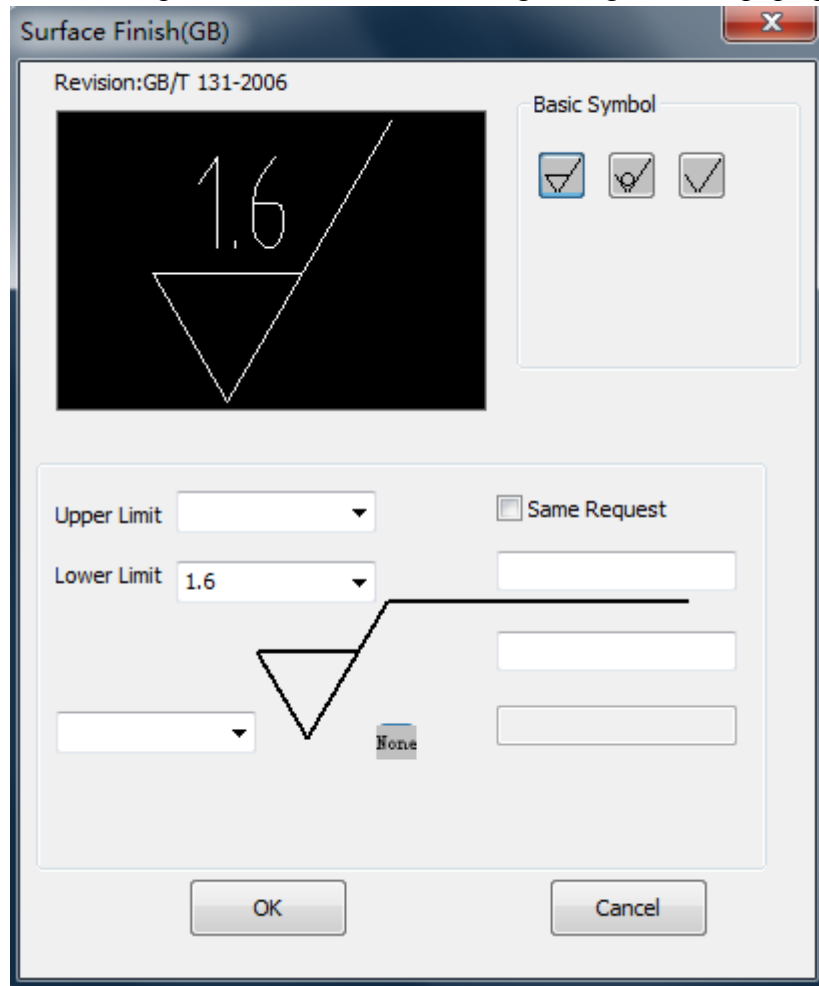 Surface Finish(GB)
Revision:GB/T 131-2006
Basic Symbol
1.6
Upper Limit
Same Request
Lower Limit 1.6
None
OK Cancel